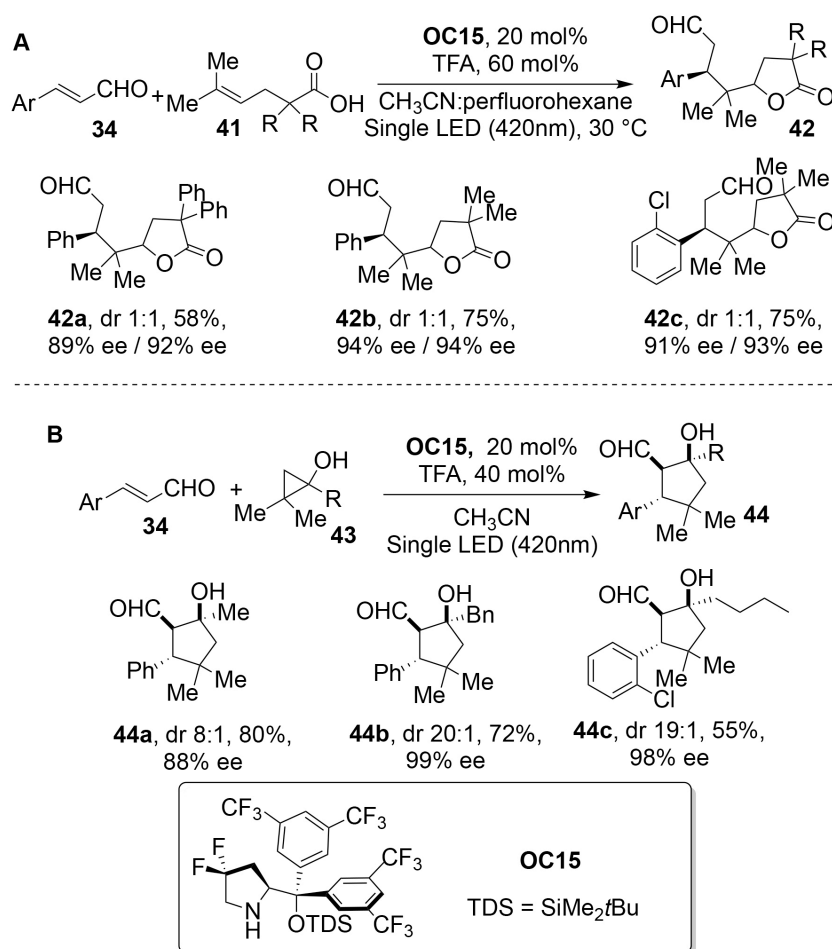 A
Ar
CHO
34
+
Me
Me
O
OH
R
R
41
OC15, 20 mol%
TFA, 60 mol%
CH3CN:perfluorohexane
Single LED (420nm), 30 °C
OHC
R
R
Ar
O
O
Me
Me
42
OHC
Ph
Ph
Ph
O
O
Me
Me
42a, dr 1:1, 58%,
89% ee / 92% ee
OHC
Me
Me
Ph
O
O
Me
Me
42b, dr 1:1, 75%,
94% ee / 94% ee
Cl
CHO
Me
Me
O
O
Me
Me
42c, dr 1:1, 75%,
91% ee / 93% ee
B
Ar
CHO
34
+
OH
R
Me
Me
43
OC15, 20 mol%
TFA, 40 mol%
CH3CN
Single LED (420nm)
OHC
OH
R
Ar
Me
Me
44
OHC
OH
Me
Ph
Me
Me
44a, dr 8:1, 80%,
88% ee
OHC
OH
Bn
Ph
Me
Me
44b, dr 20:1, 72%,
99% ee
OHC
OH
Me
Me
Cl
44c, dr 19:1, 55%,
98% ee
CF3
CF3
F
F
CF3
CF3
N
H
OTDS
OC15
TDS = SiMe2tBu